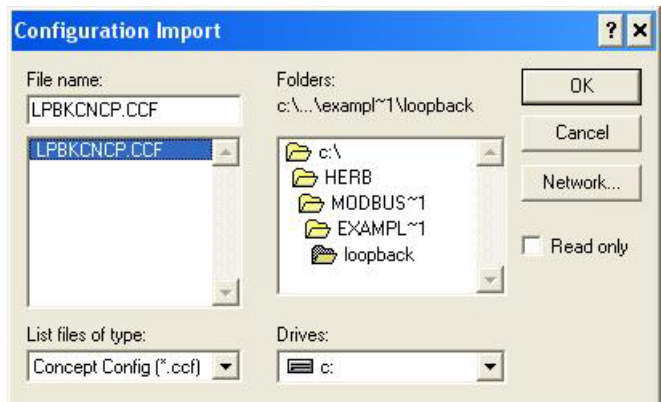 Configuration Import
File name:
LPBKCNCP.CCF
LPBKCNCP.CCF
List files of type:
Concept Config (*.ccf)
Folders:
c:\...\exampl~1\loopback
c:\
HERB
MODBUS~1
EXAMPL~1
loopback
Drives:
c:
OK
Cancel
Network...
Read only